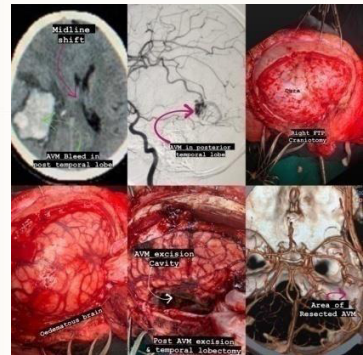 Midline
shift
AVM Bleed in
post temporal lobe
AVM in posterior
temporal lobe
Dura
Right FTP
Craniotomy
Oedematous brain
AVM excision
Cavity
Post AVM excision
& temporal lobectomy
Area of
Resected AVM